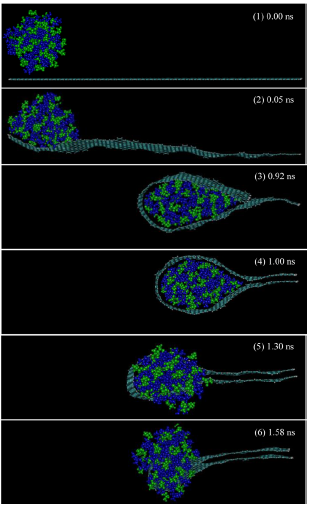 (1) 0.00 ns
(2) 0.05 ns
(3) 0.92 ns
(4) 1.00 ns
(5) 1.30 ns
(6) 1.58 ns